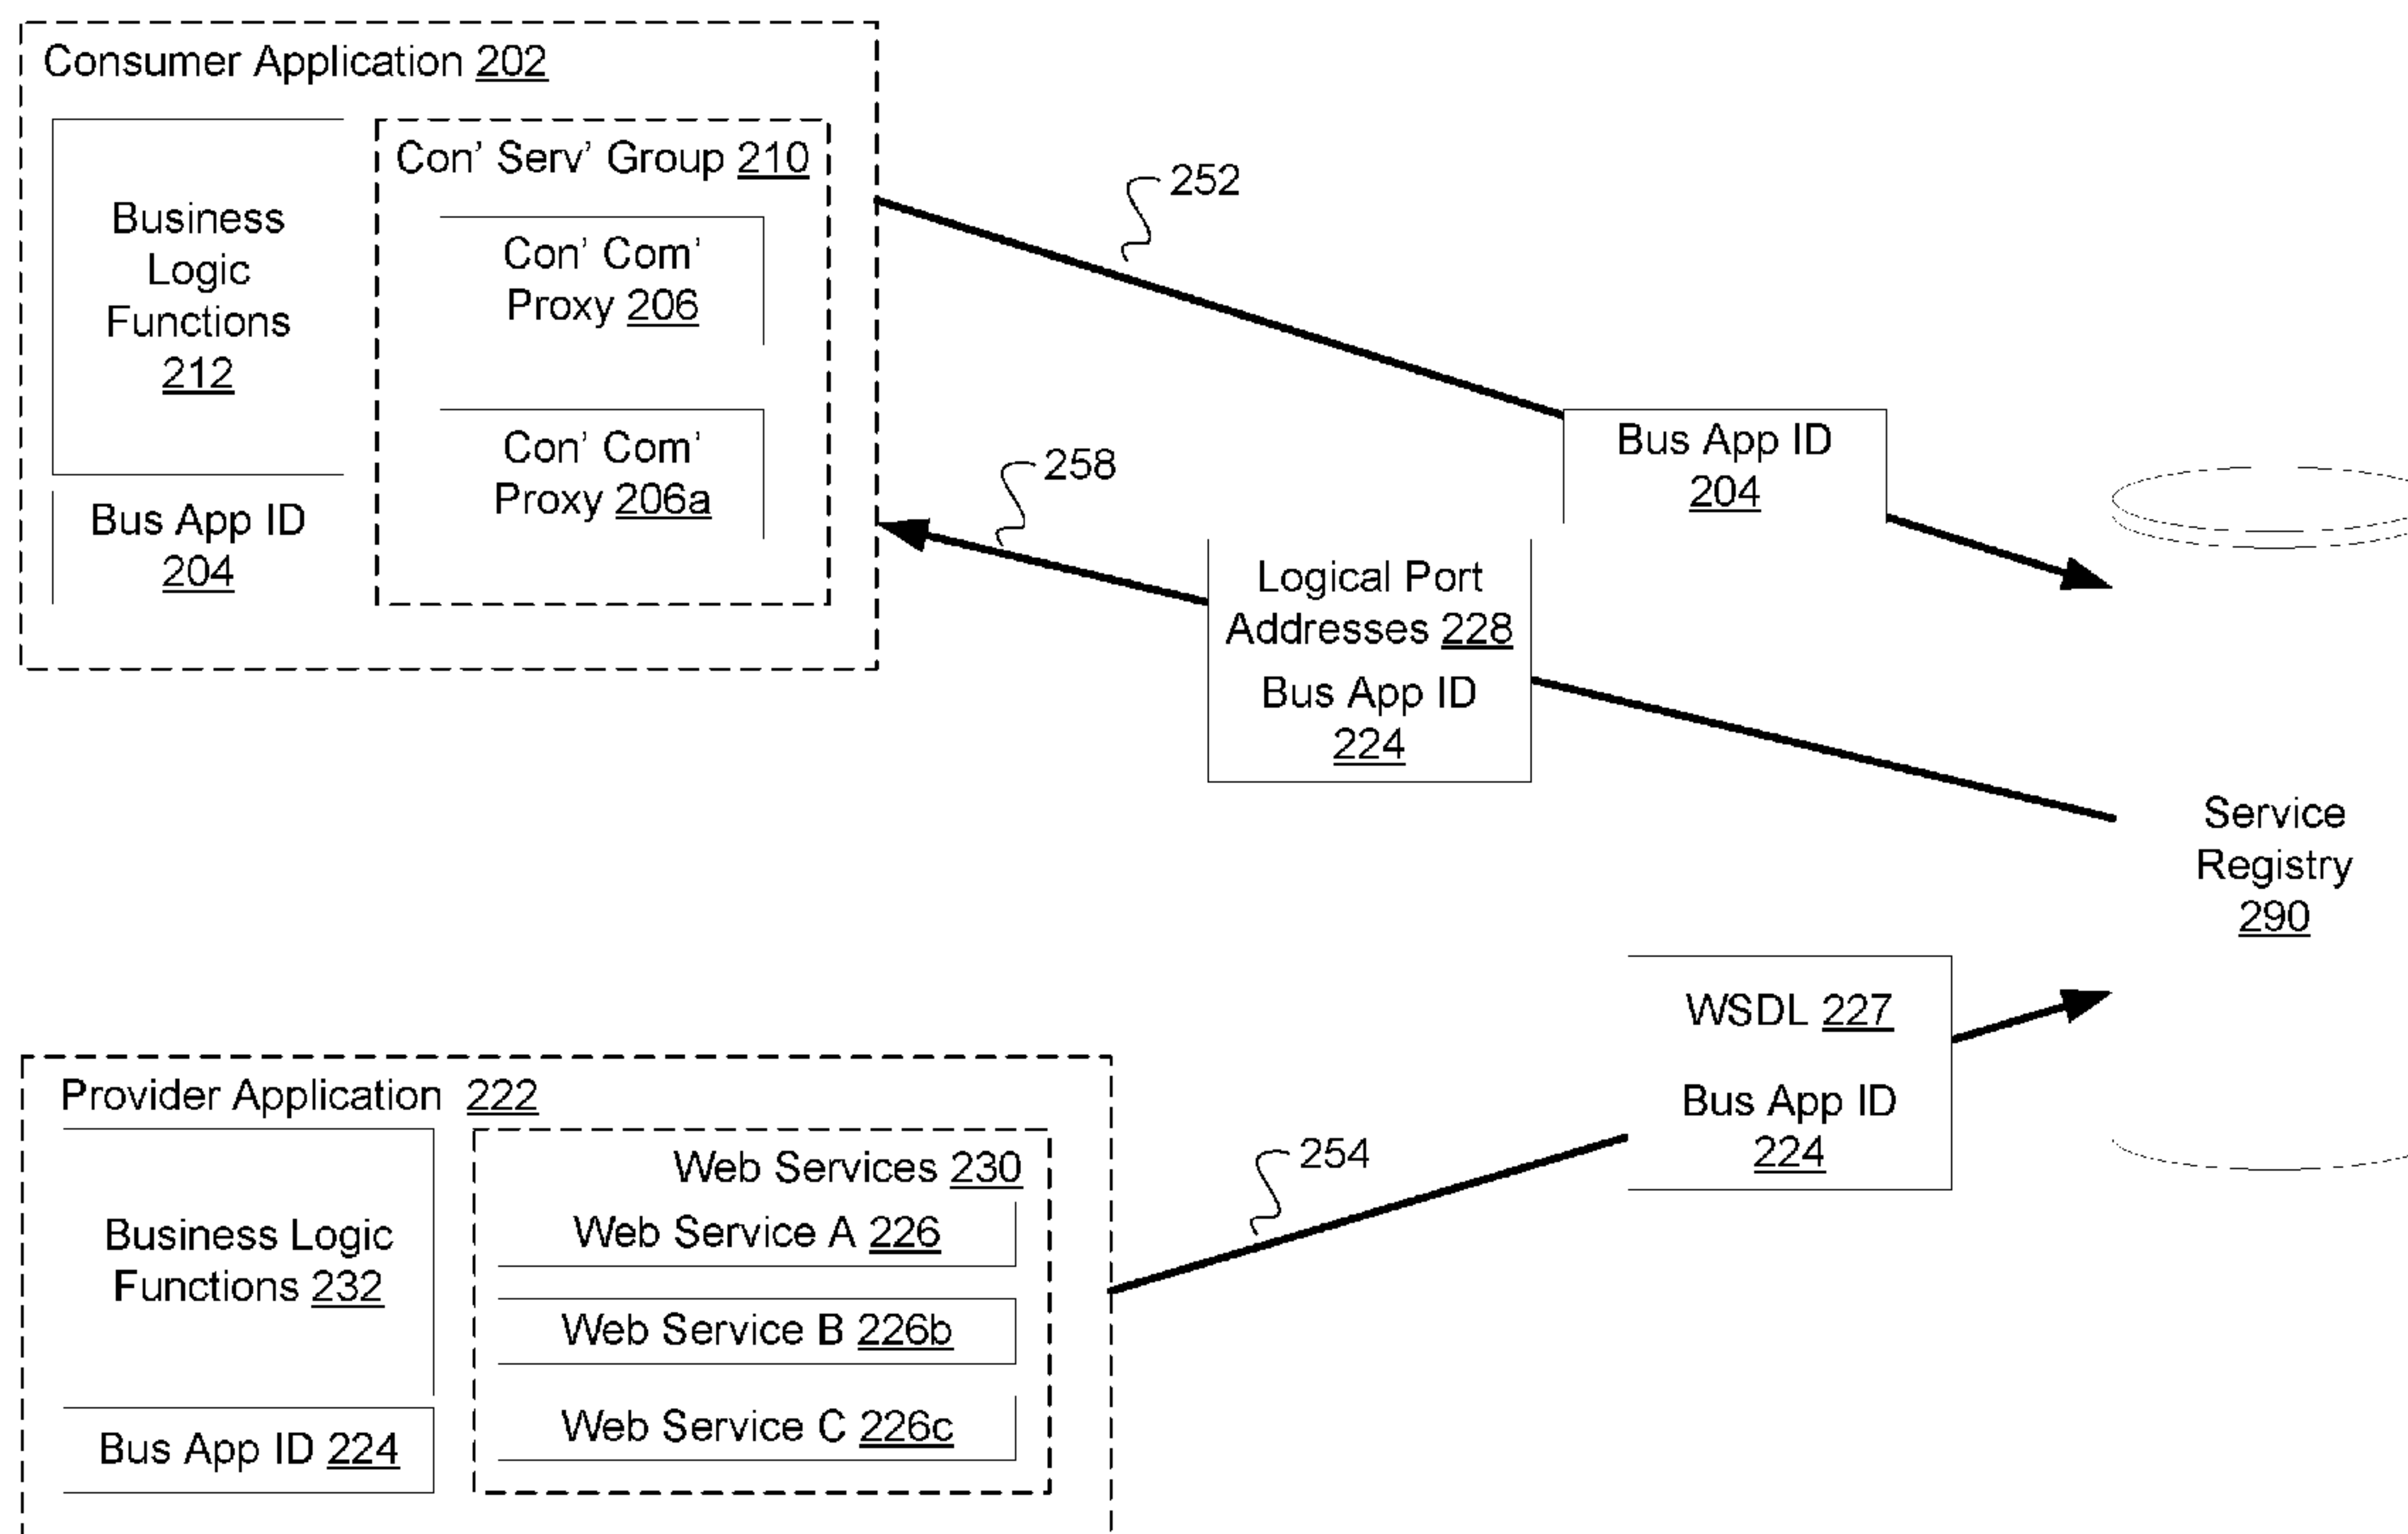 Consumer Application 202
Business
Logic
Functions
212
Bus App ID
204
Con' Serv' Group 210
Con' Com'
Proxy 206
Con' Com'
Proxy 206a
252
258
Bus App ID
204
Logical Port
Addresses 228
Bus App ID
224
Service
Registry
290
WSDL 227
Bus App ID
224
254
Provider Application 222
Business Logic
Functions 232
Bus App ID 224
Web Services 230
Web Service A 226
Web Service B 226b
Web Service C 226c